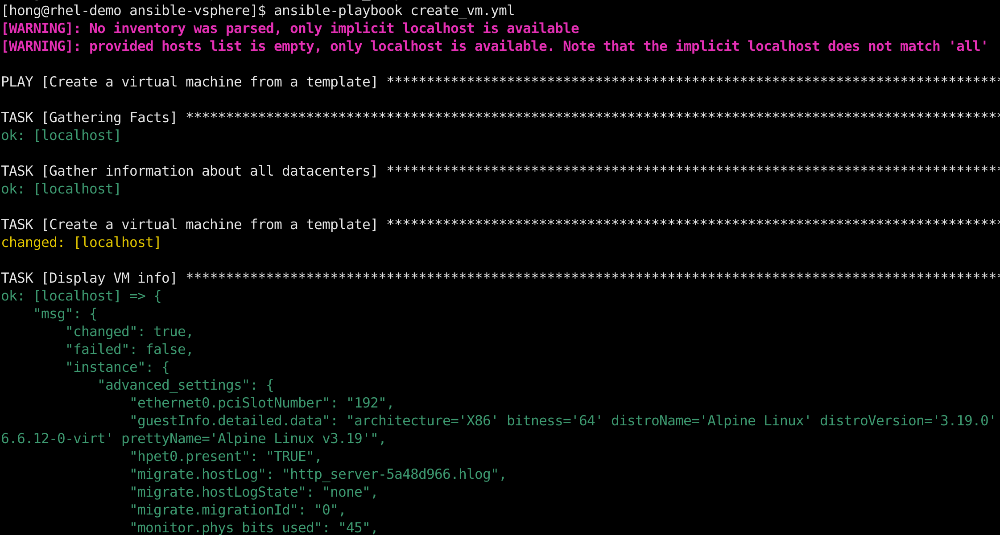 [hong@rhel-demo ansible-vsphere]$ ansible-playbook create_vm.yml
[WARNING]: No inventory was parsed, only implicit localhost is available
[WARNING]: provided hosts list is empty, only localhost is available. Note that the implicit localhost does not match 'all'
PLAY [Create a virtual machine from a template] ****************************************************************************
TASK [Gathering Facts] *****************************************************************************************************
ok: [localhost]
TASK [Gather information about all datacenters] ****************************************************************************
ok: [localhost]
TASK [Create a virtual machine from a template] ****************************************************************************
changed: [localhost]
TASK [Display VM info] *****************************************************************************************************
ok: [localhost] => {
    "msg": {
        "changed": true,
        "failed": false,
        "instance": {
            "advanced_settings": {
                "ethernet0.pciSlotNumber": "192",
                "guestInfo.detailed.data": "architecture='X86' bitness='64' distroName='Alpine Linux' distroVersion='3.19.0'
6.6.12-0-virt' prettyName='Alpine Linux v3.19'",
                "hpet0.present": "TRUE",
                "migrate.hostLog": "http_server-5a48d966.hlog",
                "migrate.hostLogState": "none",
                "migrate.migrationId": "0",
                "monitor.phys_bits_used": "45",